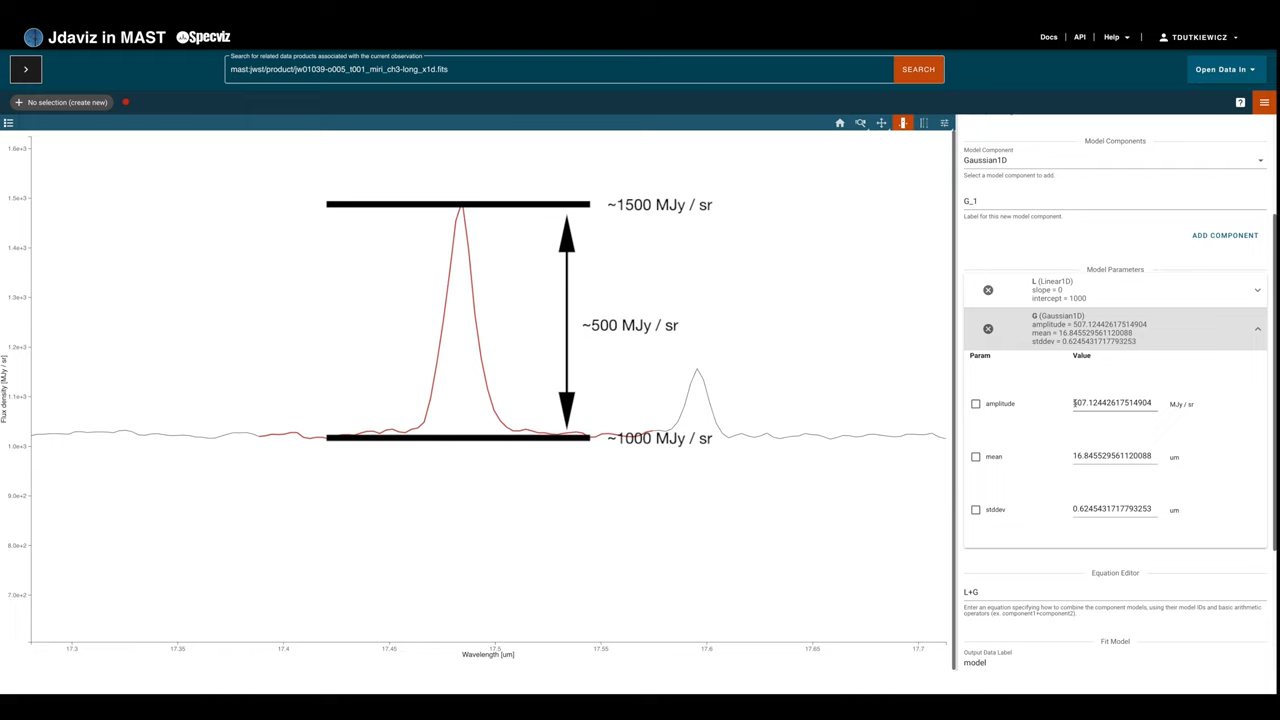 Jdaviz in MAST Specviz
Docs API Help TDUTKIEWICZ
Search for related data products associated with the current observation
mast:jwst/product/jw01039-o005_t001_miri_ch3-long_x1d.fits
SEARCH
Open Data In
No selection (create new)
?
1.6e+3
1.5e+3
1.4e+3
1.3e+3
1.2e+3
1.1e+3
1.0e+3
9.0e+2
8.0e+2
7.0e+2
Flux density [MJy / sr]
~1500 MJy / sr
~500 MJy / sr
~1000 MJy / sr
17.3 17.35 17.4 17.45 17.5 17.55 17.6 17.65 17.7
Wavelength [um]
Model Components
Model Component
Gaussian1D
Select a model component to add.
G_1
Label for this new model component.
ADD COMPONENT
Model Parameters
L (Linear1D)
slope = 0
intercept = 1000
G (Gaussian1D)
amplitude = 507.12442617514904
mean = 16.845529561120088
stddev = 0.6245431717793253
Param Value
amplitude 507.12442617514904 MJy / sr
mean 16.845529561120088 um
stddev 0.6245431717793253 um
Equation Editor
L+G
Enter an equation specifying how to combine the component models, using their model IDs and basic arithmetic
operators (ex. component1+component2).
Fit Model
Output Data Label
model